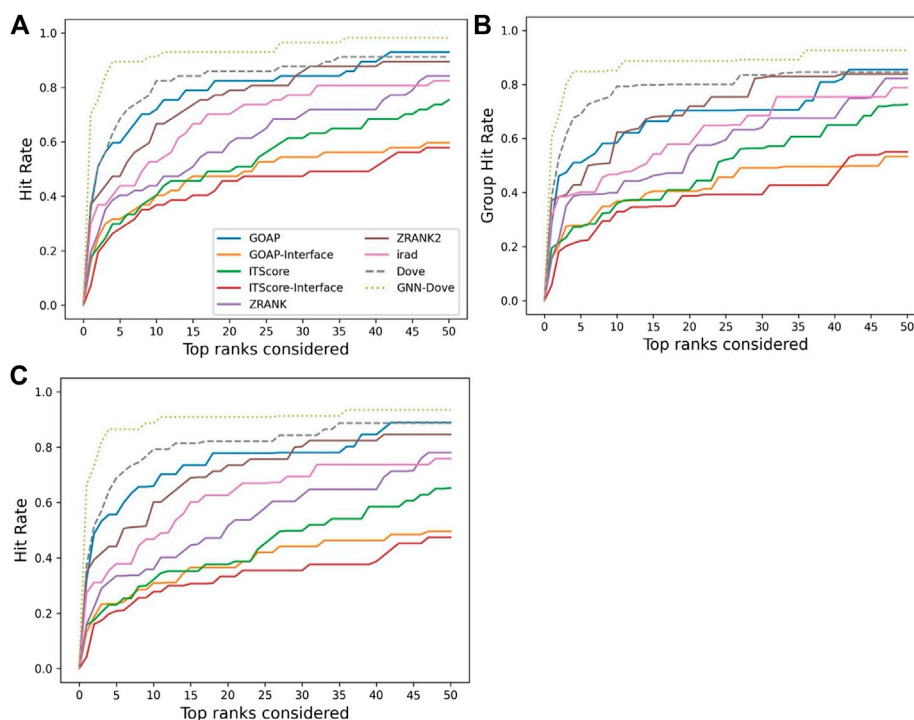 A
Hit Rate
1.0
0.8
0.6
0.4
0.2
0.0
0 5 10 15 20 25 30 35 40 45 50
Top ranks considered
GOAP
GOAP-Interface
ITScore
ITScore-Interface
ZRANK
ZRANK2
irad
Dove
GNN-Dove
B
Group Hit Rate
1.0
0.8
0.6
0.4
0.2
0.0
0 5 10 15 20 25 30 35 40 45 50
Top ranks considered
C
Hit Rate
1.0
0.8
0.6
0.4
0.2
0.0
0 5 10 15 20 25 30 35 40 45 50
Top ranks considered